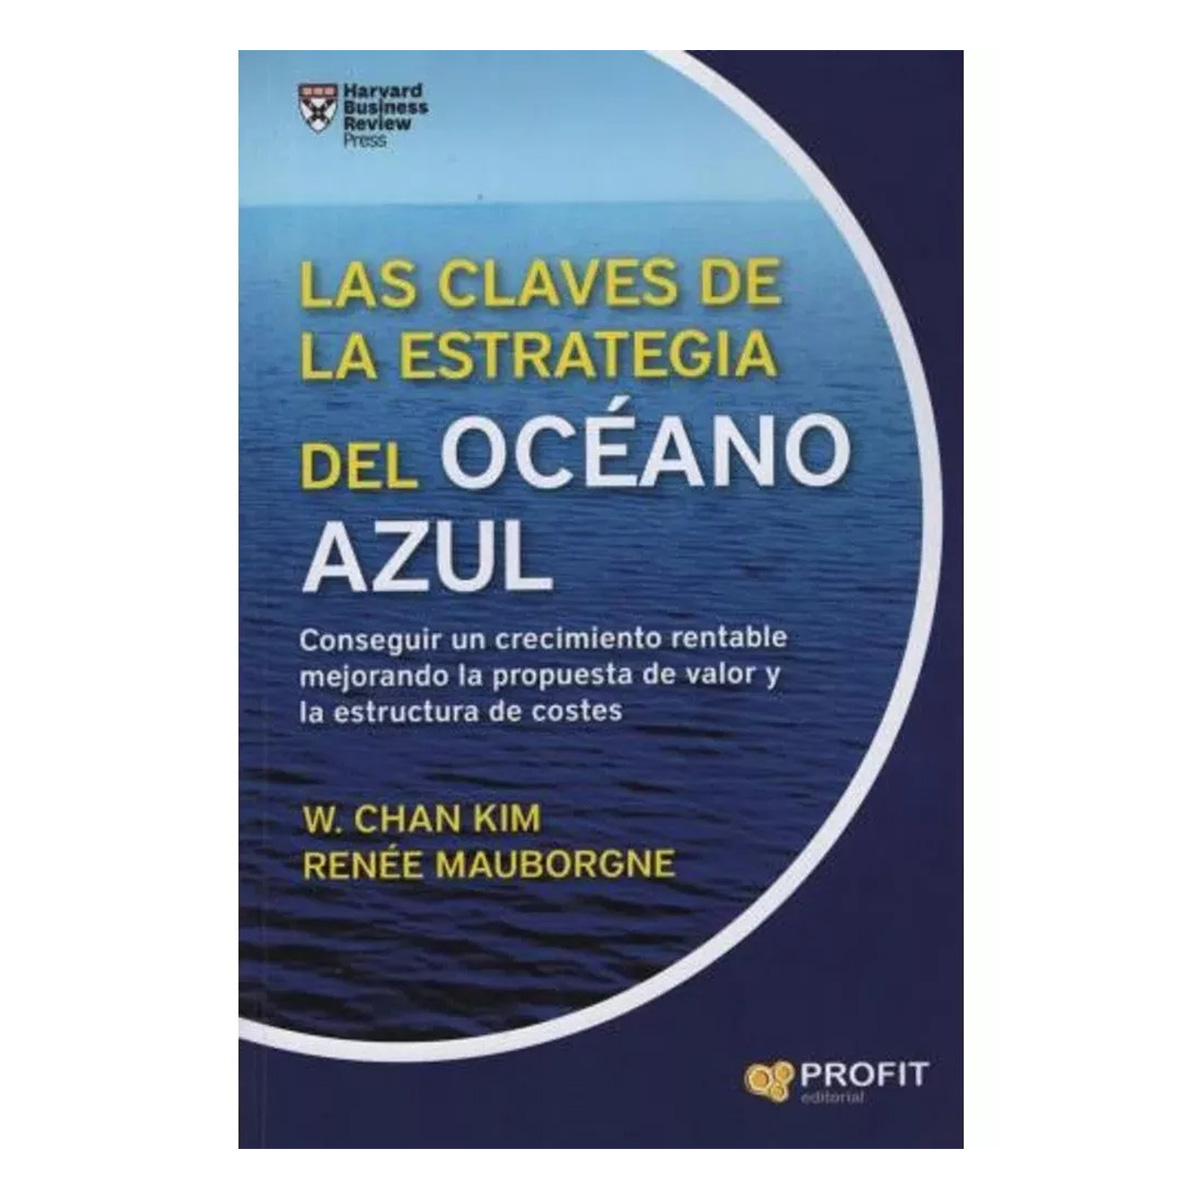 Harvard
Business
Review
Press
LAS CLAVES DE
LA ESTRATEGIA
DEL OCÉANO
AZUL
Conseguir un crecimiento rentable
mejorando la propuesta de valor y
la estructura de costes
W. CHAN KIM
RENÉE MAUBORGNE
PROFIT
editorial